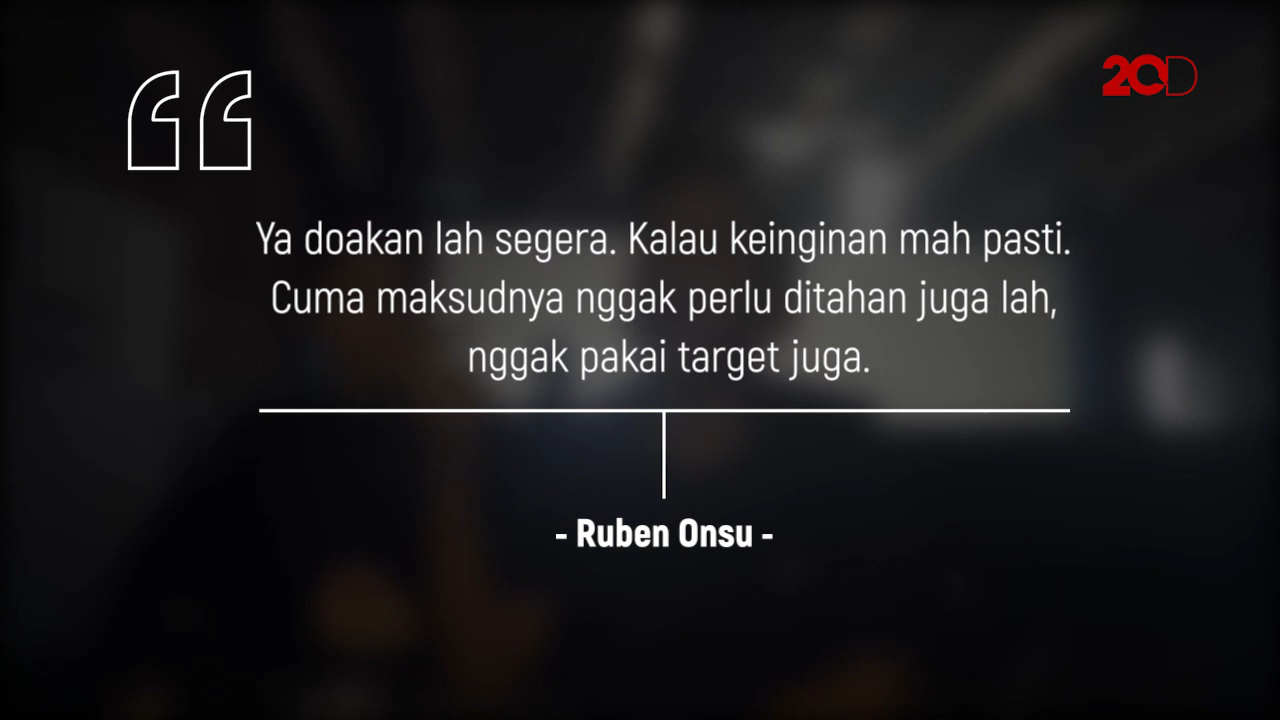 20D
Ya doakan lah segera. Kalau keinginan mah pasti.
Cuma maksudnya nggak perlu ditahan juga lah,
nggak pakai target juga.
- Ruben Onsu -